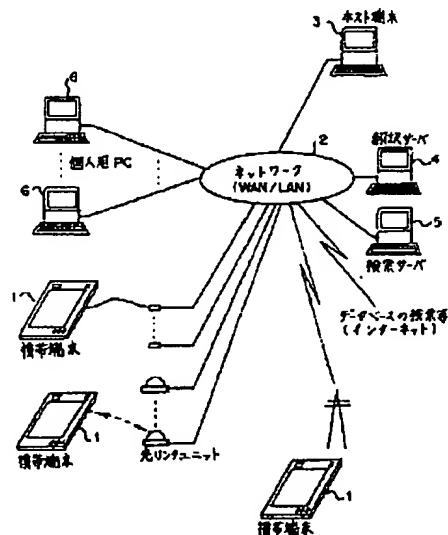 3
ホスト端末
6
個人用PC
6
2
ネットワーク
(WAN/LAN)
翻訳サーバ
4
5
検索サーバ
1
携帯端末
データベースの検索等
(インターネット)
携帯端末
1
光リンクユニット
1
携帯端末